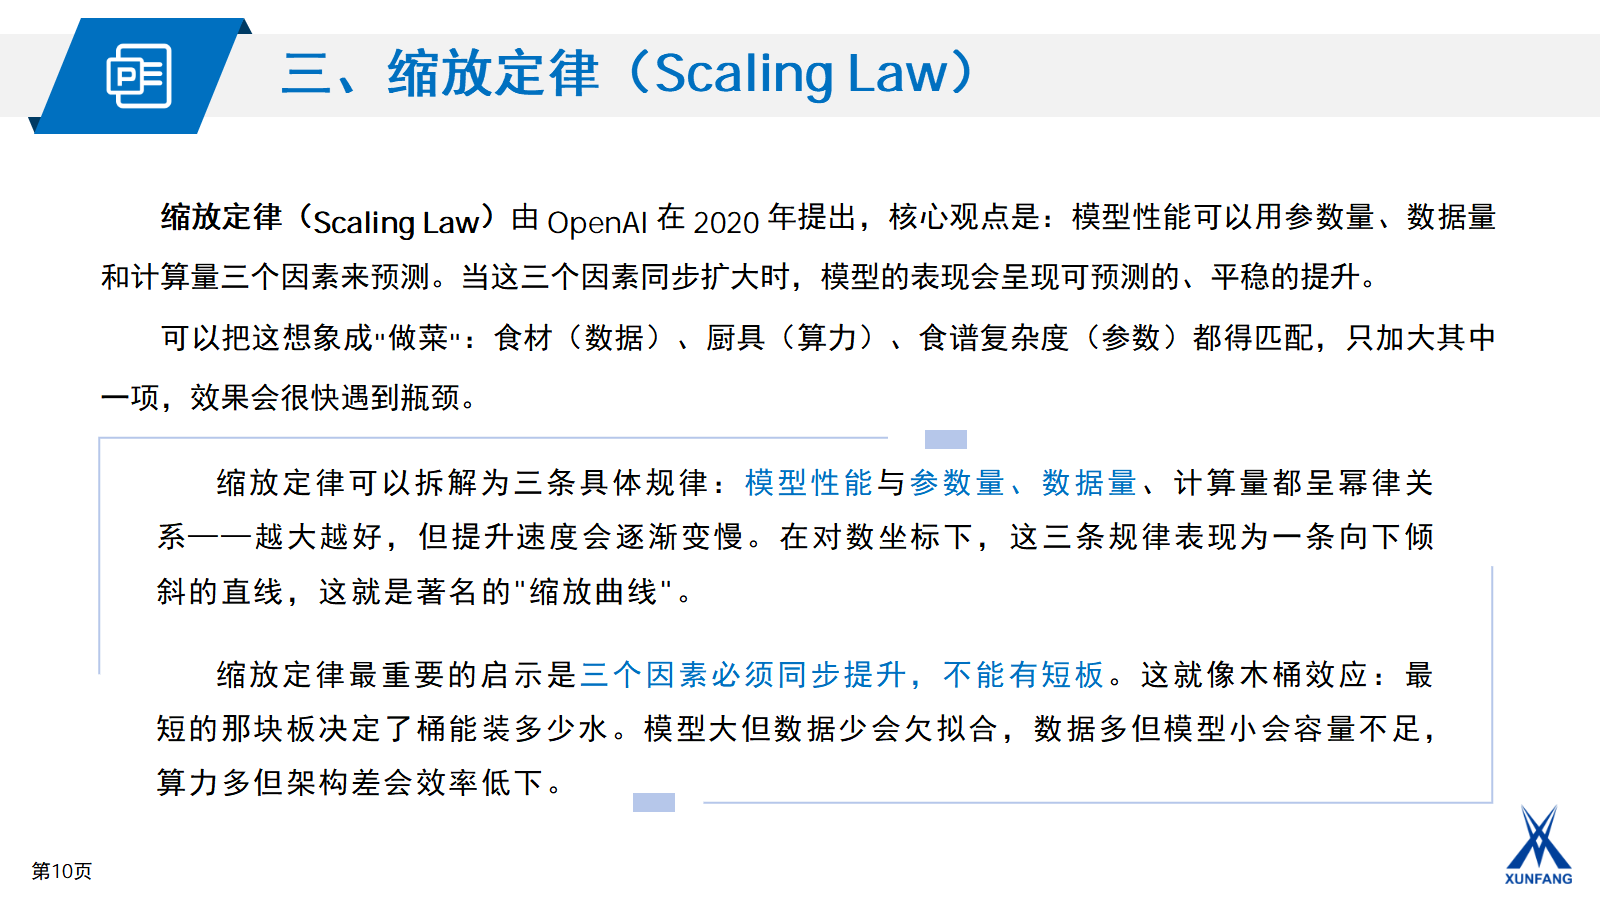 三、缩放定律（Scaling Law）
缩放定律（Scaling Law）由 OpenAI 在 2020 年提出，核心观点是：模型性能可以用参数量、数据量
和计算量三个因素来预测。当这三个因素同步扩大时，模型的表现会呈现可预测的、平稳的提升。
可以把这想象成"做菜"：食材（数据）、厨具（算力）、食谱复杂度（参数）都得匹配，只加大其中
一项，效果会很快遇到瓶颈。
缩放定律可以拆解为三条具体规律：模型性能与参数量、数据量、计算量都呈幂律关
系——越大越好，但提升速度会逐渐变慢。在对数坐标下，这三条规律表现为一条向下倾
斜的直线，这就是著名的"缩放曲线"。
缩放定律最重要的启示是三个因素必须同步提升，不能有短板。这就像木桶效应：最
短的那块板决定了桶能装多少水。模型大但数据少会欠拟合，数据多但模型小会容量不足，
算力多但架构差会效率低下。
第10页
XUNFANG